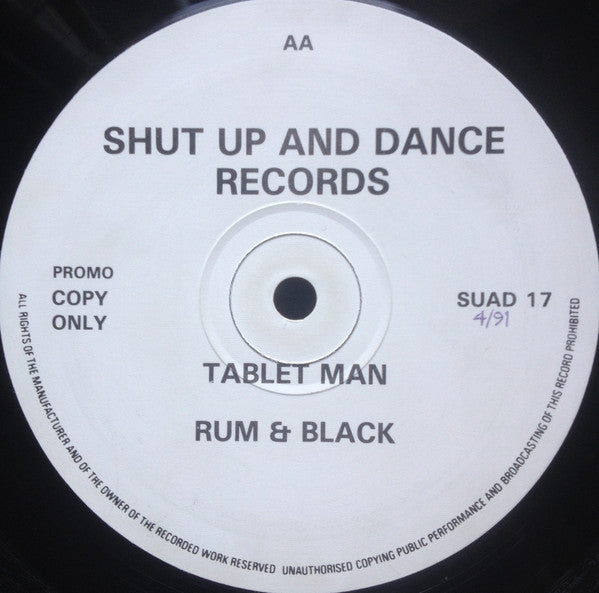 AA
SHUT UP AND DANCE
RECORDS
PROMO
COPY
ONLY
SUAD 17
4/91
TABLET MAN
RUM & BLACK
ALL RIGHTS OF THE MANUFACTURER AND OF THE OWNER OF THE RECORDED WORK RESERVED UNAUTHORISED COPYING PUBLIC PERFORMANCE AND BROADCASTING OF THIS RECORD PROHIBITED